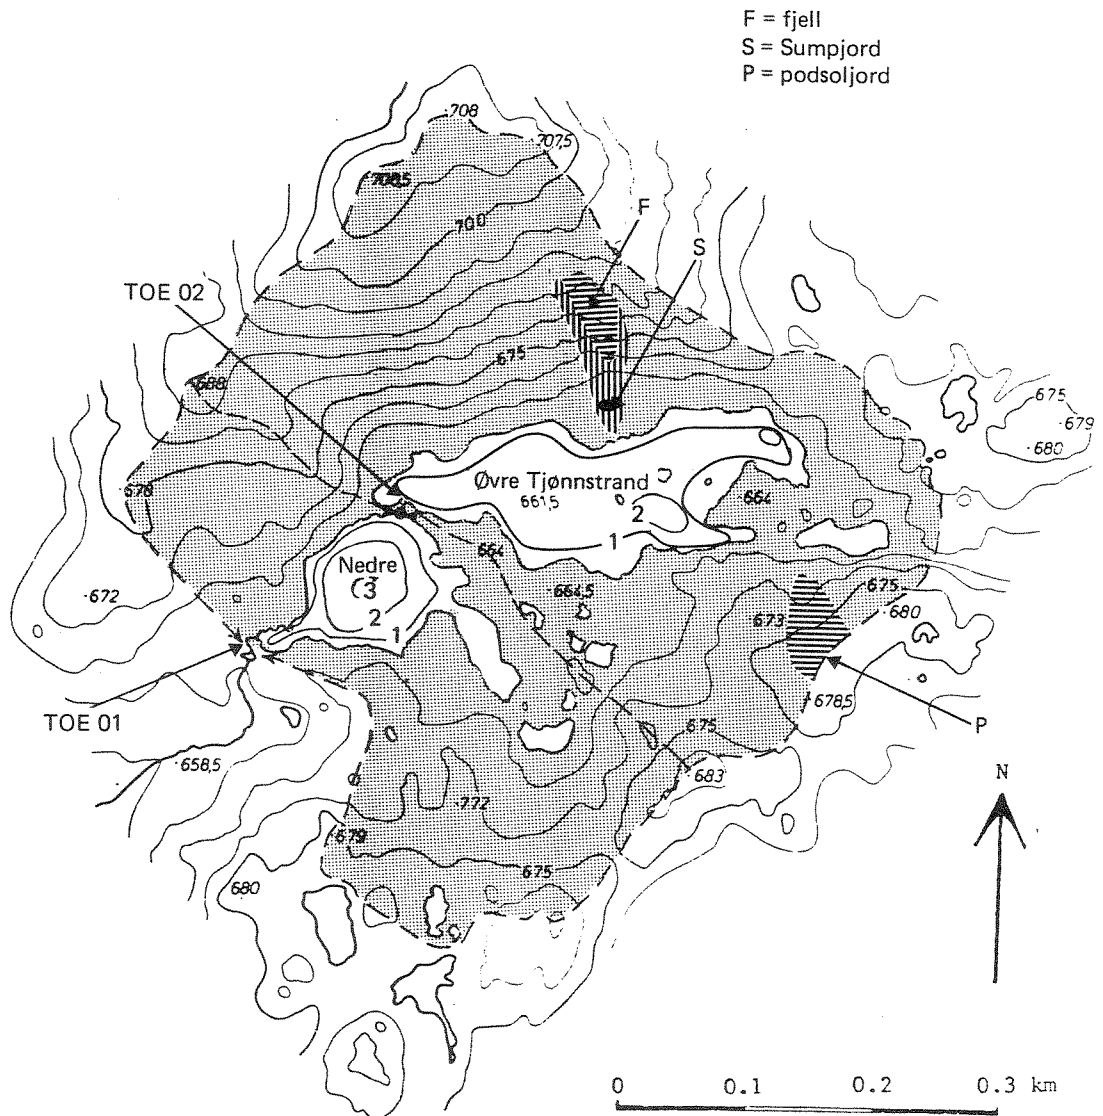 F = fjell
S = Sumpjord
P = podsoljord
·708
·707,5
708,5
700
F
S
TOE 02
675
688
675
·679
·680
Øvre Tjønnstrand
661,5
678
·664
2
1
664
Nedre
3
2
1
·672
664,5
675
673
680
TOE 01
678,5
P
675
·658,5
683
N
·772
679
675
680
0 0.1 0.2 0.3 km